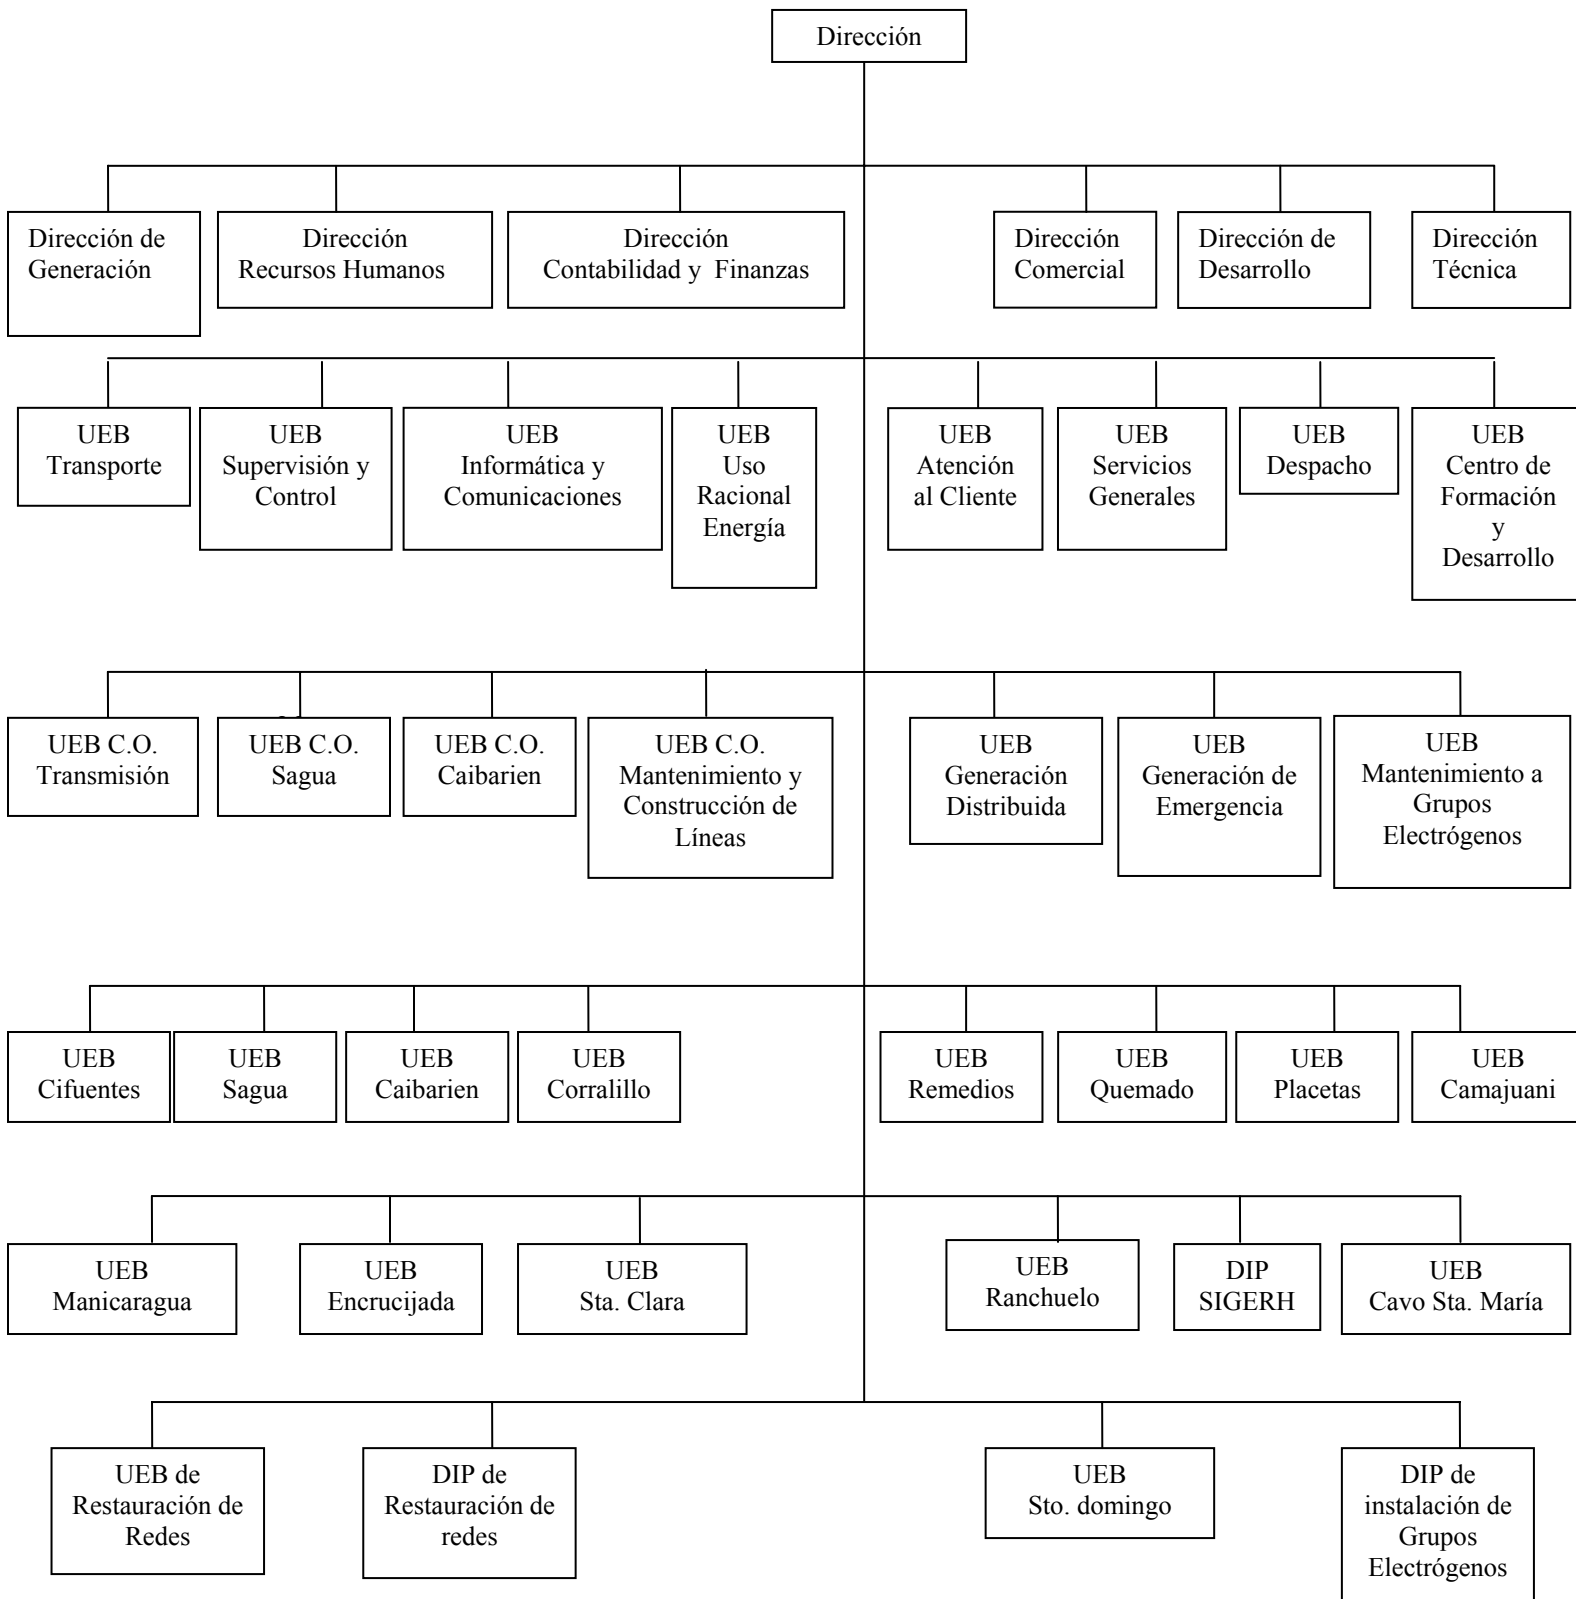 Dirección
Dirección de
Generación
Dirección
Recursos Humanos
Dirección
Contabilidad y Finanzas
Dirección
Comercial
Dirección de
Desarrollo
Dirección
Técnica
UEB
Transporte
UEB
Supervisión y
Control
UEB
Informática y
Comunicaciones
UEB
Uso
Racional
Energía
UEB
Atención
al Cliente
UEB
Servicios
Generales
UEB
Despacho
UEB
Centro de
Formación
y
Desarrollo
UEB C.O.
Transmisión
UEB C.O.
Sagua
UEB C.O.
Caibarien
UEB C.O.
Mantenimiento y
Construcción de
Líneas
UEB
Generación
Distribuida
UEB
Generación de
Emergencia
UEB
Mantenimiento a
Grupos
Electrógenos
UEB
Cifuentes
UEB
Sagua
UEB
Caibarien
UEB
Corralillo
UEB
Remedios
UEB
Quemado
UEB
Placetas
UEB
Camajuani
UEB
Manicaragua
UEB
Encrucijada
UEB
Sta. Clara
UEB
Ranchuelo
DIP
SIGERH
UEB
Cavo Sta. María
UEB de
Restauración de
Redes
DIP de
Restauración de
redes
UEB
Sto. domingo
DIP de
instalación de
Grupos
Electrógenos